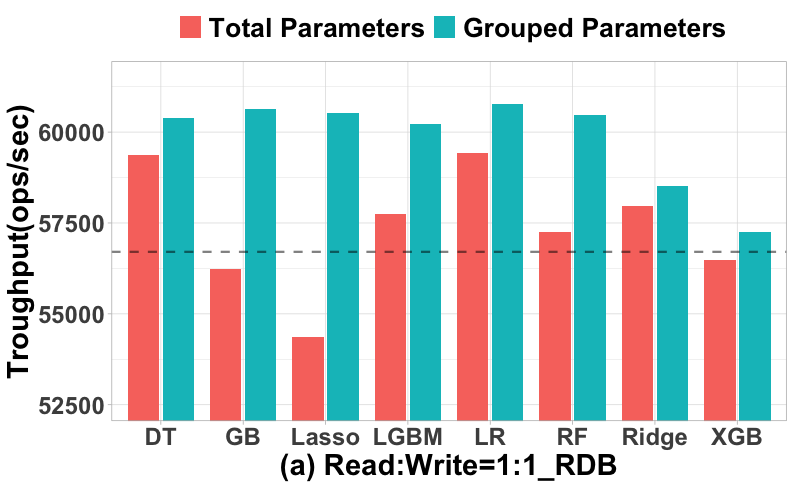 Total Parameters Grouped Parameters
Troughput(ops/sec)
60000
57500
55000
52500
DT GB Lasso LGBM LR RF Ridge XGB
(a) Read:Write=1:1_RDB